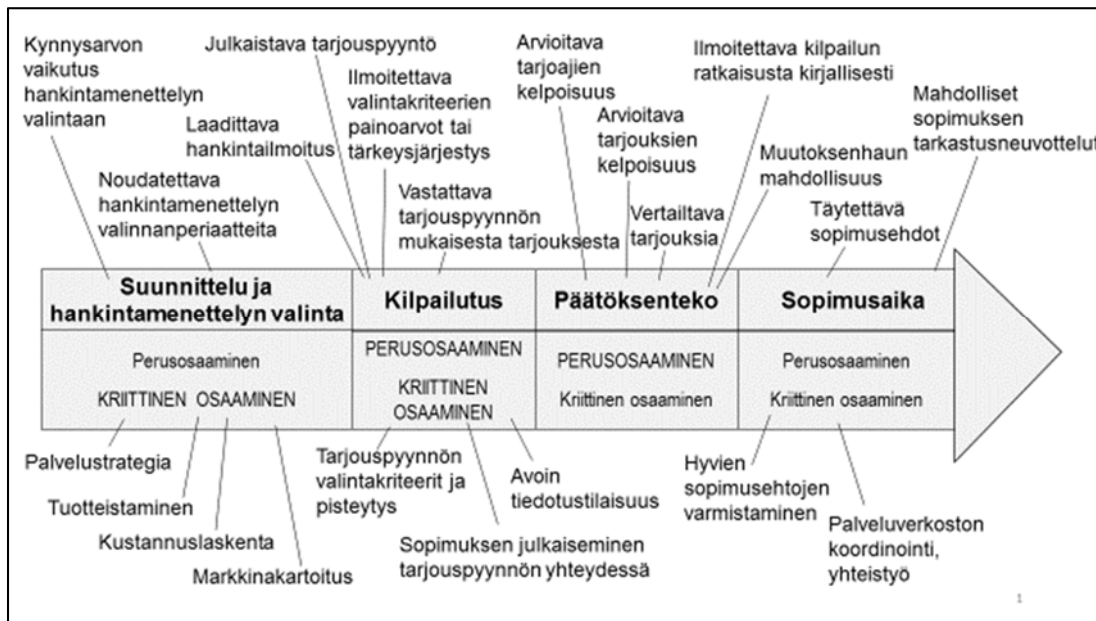 Kynnysarvon
vaikutus
hankintamenettelyn
valintaan
Julkaistava tarjouspyyntö
Laadittava
hankintailmoitus
Noudatettava
hankintamenettelyn
valinnanperiaatteita
Ilmoitettava
valintakriteerien
painoarvot tai
tärkeysjärjestys
Vastattava
tarjouspyynnön
mukaisesta tarjouksesta
Arvioitava
tarjoajien
kelpoisuus
Arvioitava
tarjouksien
kelpoisuus
Vertailtava
tarjouksia
Ilmoitettava kilpailun
ratkaisusta kirjallisesti
Muutoksenhaun
mahdollisuus
Mahdolliset
sopimuksen
tarkastusneuvottelut
Täytettävä
sopimusehdot
Suunnittelu ja
hankintamenettelyn valinta
Kilpailutus
Päätöksenteko
Sopimusaika
Perusosaaminen
KRIITTINEN OSAAMINEN
PERUSOSAAMINEN
KRIITTINEN
OSAAMINEN
PERUSOSAAMINEN
Kriittinen osaaminen
Perusosaaminen
Kriittinen osaaminen
Palvelustrategia
Tuotteistaminen
Kustannuslaskenta
Markkinakartoitus
Tarjouspyynnön
valintakriteerit ja
pisteytys
Avoin
tiedotustilaisuus
Sopimuksen julkaiseminen
tarjouspyynnön yhteydessä
Hyvien
sopimusehtojen
varmistaminen
Palveluverkoston
koordinointi,
yhteistyö
1